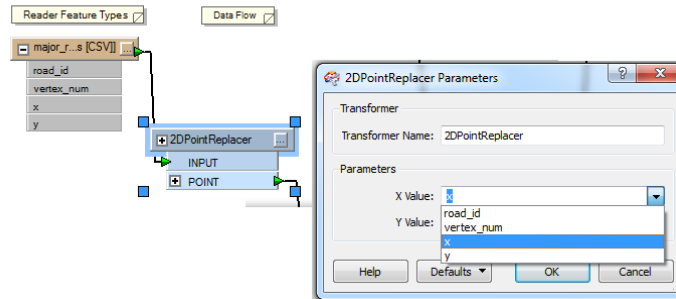 Reader Feature Types
Data Flow
major_r...s [CSV]] ...
road_id
vertex_num
x
y
2DPointReplacer ...
INPUT
POINT
2DPointReplacer Parameters
Transformer
Transformer Name: 2DPointReplacer
Parameters
X Value: x
road_id
vertex_num
Y Value: x
y
Help Defaults OK Cancel